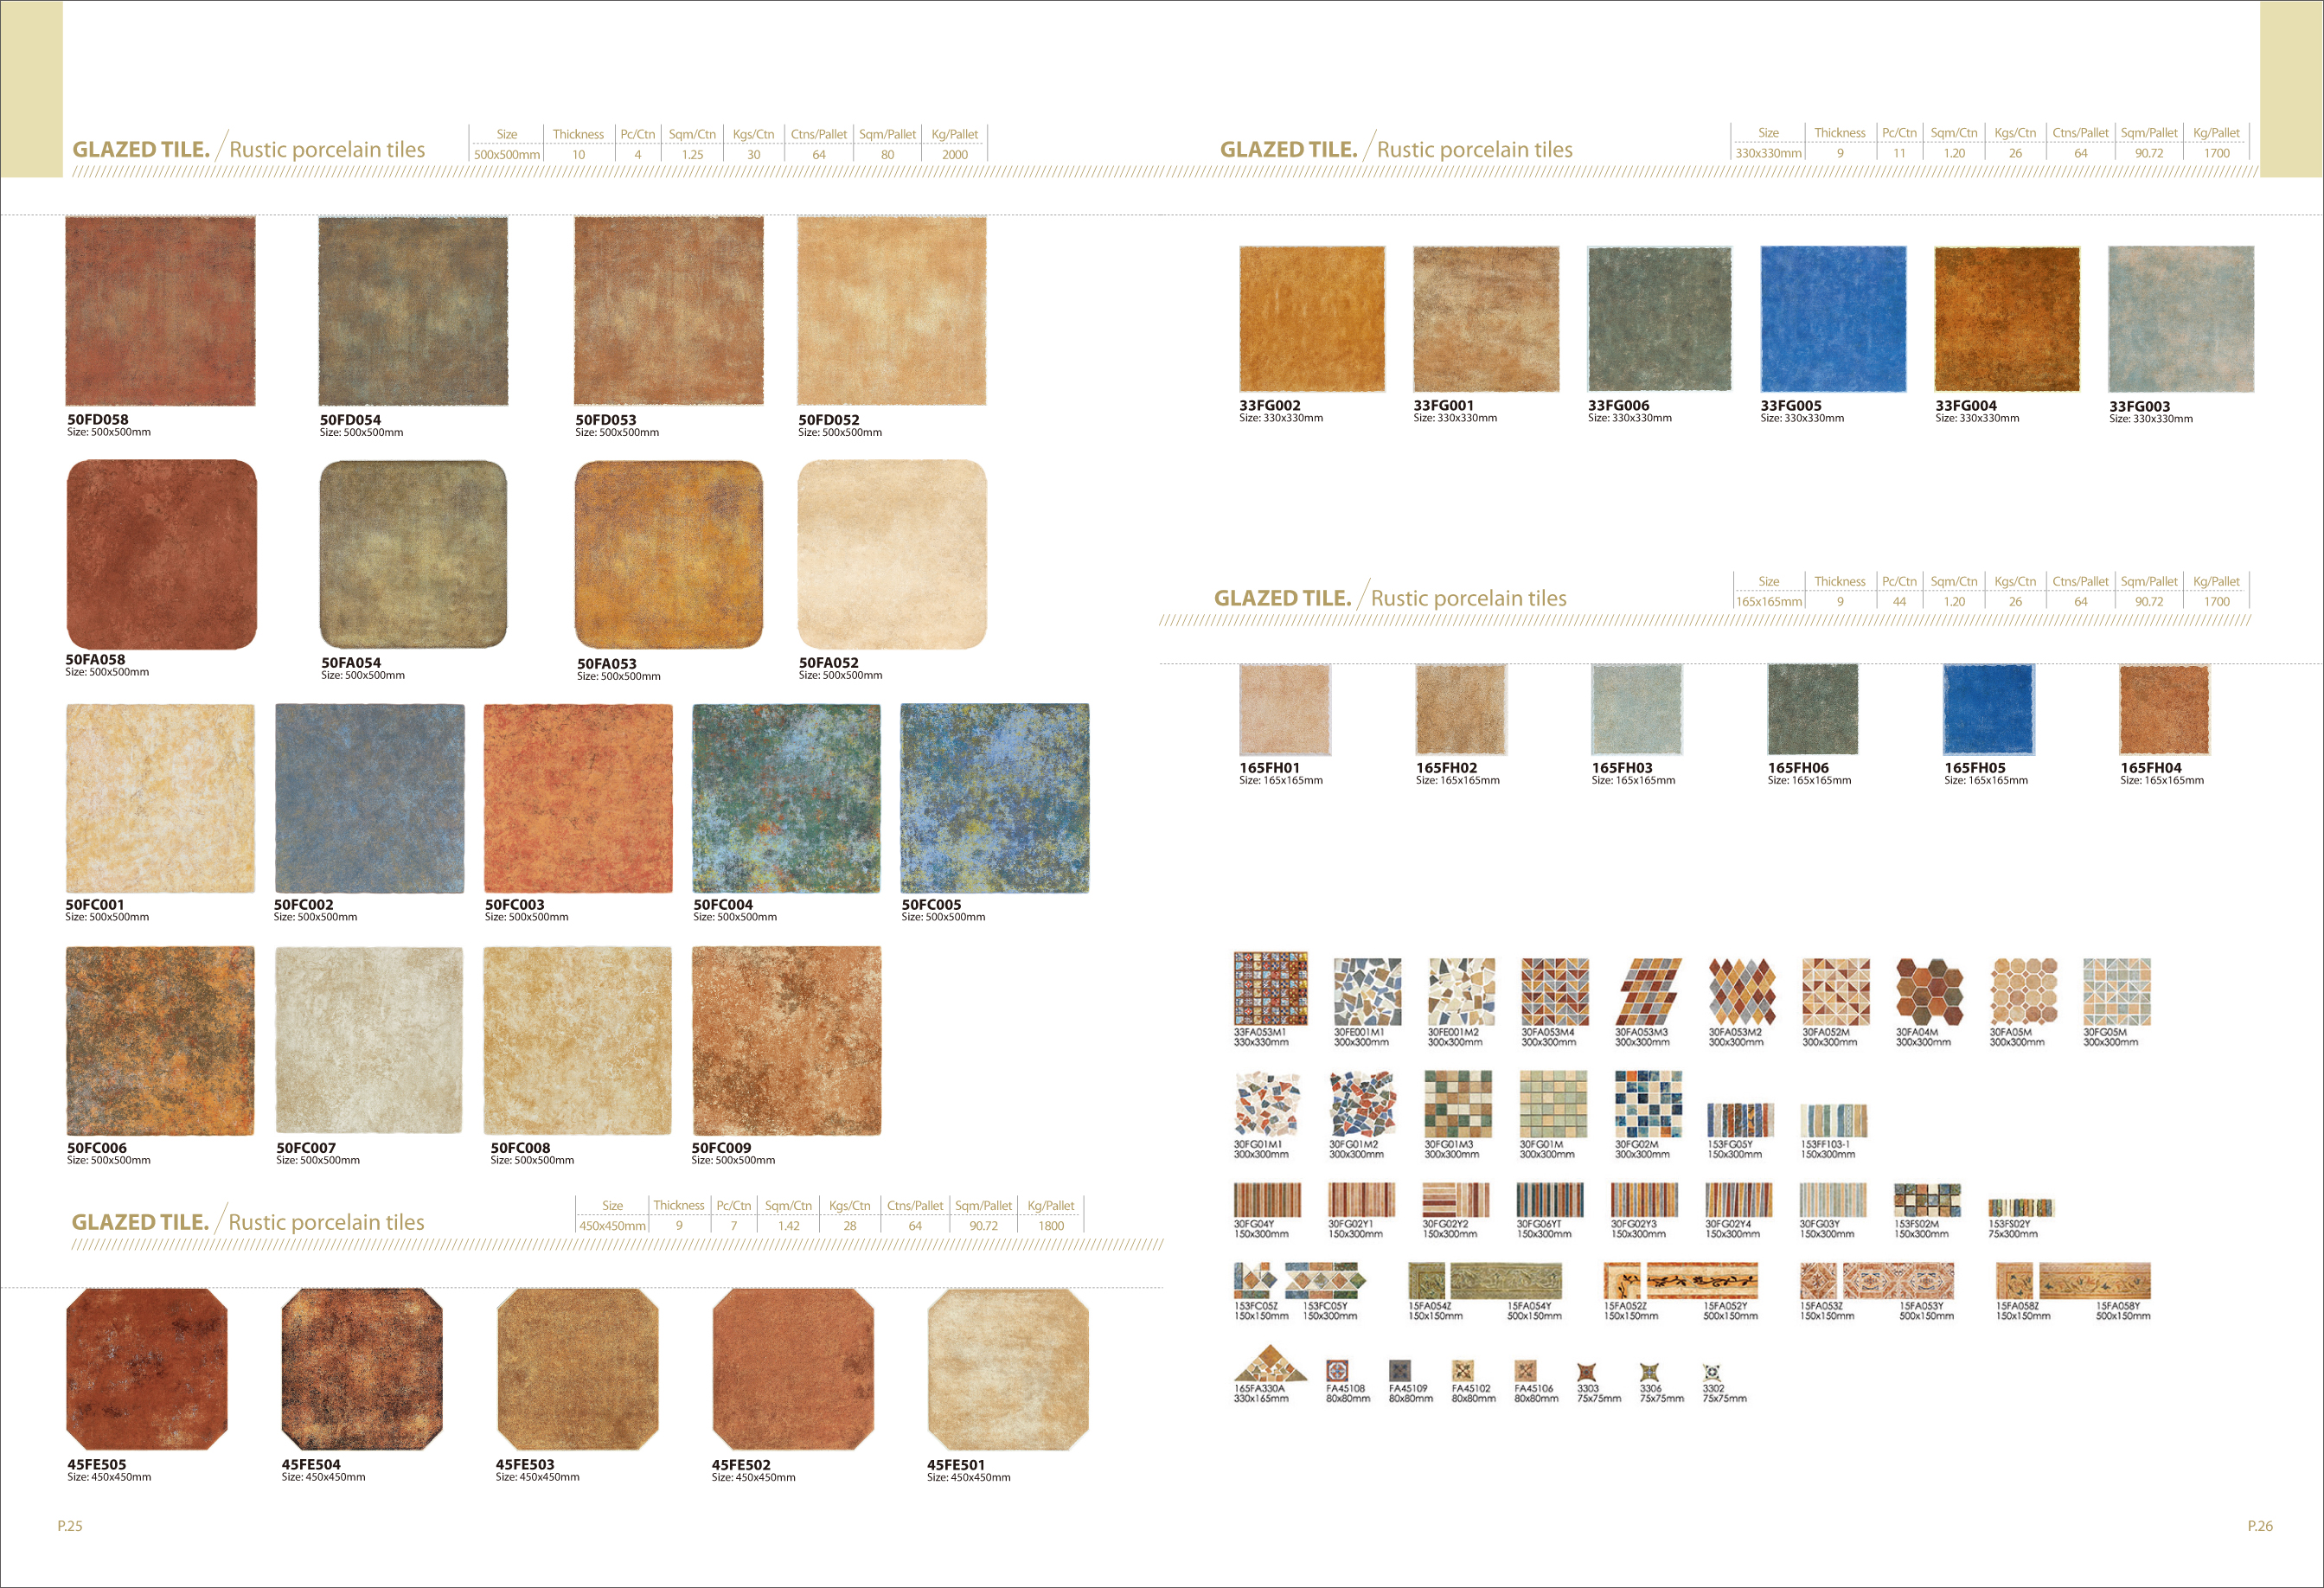 GLAZED TILE. / Rustic porcelain tiles
Size Thickness Pc/Ctn Sqm/Ctn Kgs/Ctn Ctns/Pallet Sqm/Pallet Kg/Pallet
500x500mm 10 4 1.25 30 64 80 2000
50FD058 50FD054 50FD053 50FD052
Size: 500x500mm Size: 500x500mm Size: 500x500mm Size: 500x500mm
50FA058 50FA054 50FA053 50FA052
Size: 500x500mm Size: 500x500mm Size: 500x500mm Size: 500x500mm
50FC001 50FC002 50FC003 50FC004 50FC005
Size: 500x500mm Size: 500x500mm Size: 500x500mm Size: 500x500mm Size: 500x500mm
50FC006 50FC007 50FC008 50FC009
Size: 500x500mm Size: 500x500mm Size: 500x500mm Size: 500x500mm
GLAZED TILE. / Rustic porcelain tiles
Size Thickness Pc/Ctn Sqm/Ctn Kgs/Ctn Ctns/Pallet Sqm/Pallet Kg/Pallet
450x450mm 9 7 1.42 28 64 90.72 1800
45FE505 45FE504 45FE503 45FE502 45FE501
Size: 450x450mm Size: 450x450mm Size: 450x450mm Size: 450x450mm Size: 450x450mm
P.25
GLAZED TILE. / Rustic porcelain tiles
Size Thickness Pc/Ctn Sqm/Ctn Kgs/Ctn Ctns/Pallet Sqm/Pallet Kg/Pallet
330x330mm 9 11 1.20 26 64 90.72 1700
33FG002 33FG001 33FG006 33FG005 33FG004 33FG003
Size: 330x330mm Size: 330x330mm Size: 330x330mm Size: 330x330mm Size: 330x330mm Size: 330x330mm
GLAZED TILE. / Rustic porcelain tiles
Size Thickness Pc/Ctn Sqm/Ctn Kgs/Ctn Ctns/Pallet Sqm/Pallet Kg/Pallet
165x165mm 9 44 1.20 26 64 90.72 1700
165FH01 165FH02 165FH03 165FH06 165FH05 165FH04
Size: 165x165mm Size: 165x165mm Size: 165x165mm Size: 165x165mm Size: 165x165mm Size: 165x165mm
33FA053M1 30FE001M1 30FE001M2 30FA053M4 30FA053M3 30FA053M2 30FA052M 30FA04M 30FA05M 30FG05M
330x330mm 300x300mm 300x300mm 300x300mm 300x300mm 300x300mm 300x300mm 300x300mm 300x300mm 300x300mm
30FG01M1 30FG01M2 30FG01M3 30FG01M 30FG02M 153FG05Y 153FF103-1
300x300mm 300x300mm 300x300mm 300x300mm 300x300mm 150x300mm 150x300mm
30FG04Y 30FG02Y1 30FG02Y2 30FG06YT 30FG02Y3 30FG02Y4 30FG03Y 153FS02M 153FS02Y
150x300mm 150x300mm 150x300mm 150x300mm 150x300mm 150x300mm 150x300mm 150x300mm 75x300mm
153FC05Z 153FC05Y 15FA054Z 15FA054Y 15FA052Z 15FA052Y 15FA053Z 15FA053Y 15FA058Z 15FA058Y
150x150mm 150x300mm 150x150mm 500x150mm 150x150mm 500x150mm 150x150mm 500x150mm 150x150mm 500x150mm
165FA330A FA45108 FA45109 FA45102 FA45106 3303 3306 3302
330x165mm 80x80mm 80x80mm 80x80mm 80x80mm 75x75mm 75x75mm 75x75mm
P.26